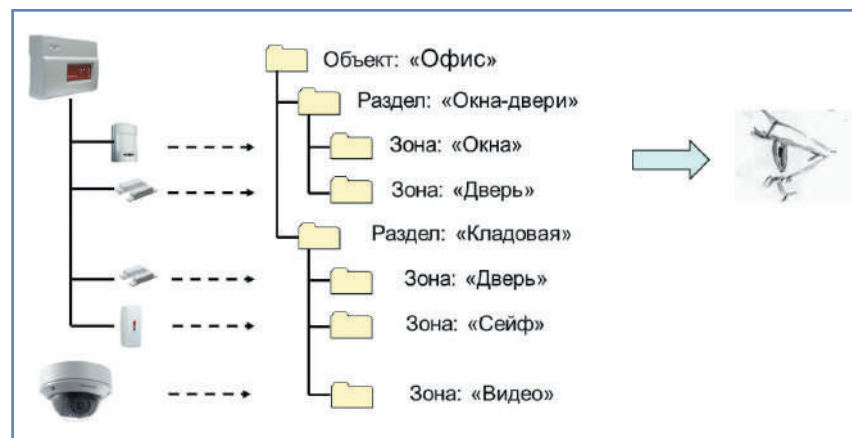 Объект: «Офис»
Раздел: «Окна-двери»
Зона: «Окна»
Зона: «Дверь»
Раздел: «Кладовая»
Зона: «Дверь»
Зона: «Сейф»
Зона: «Видео»